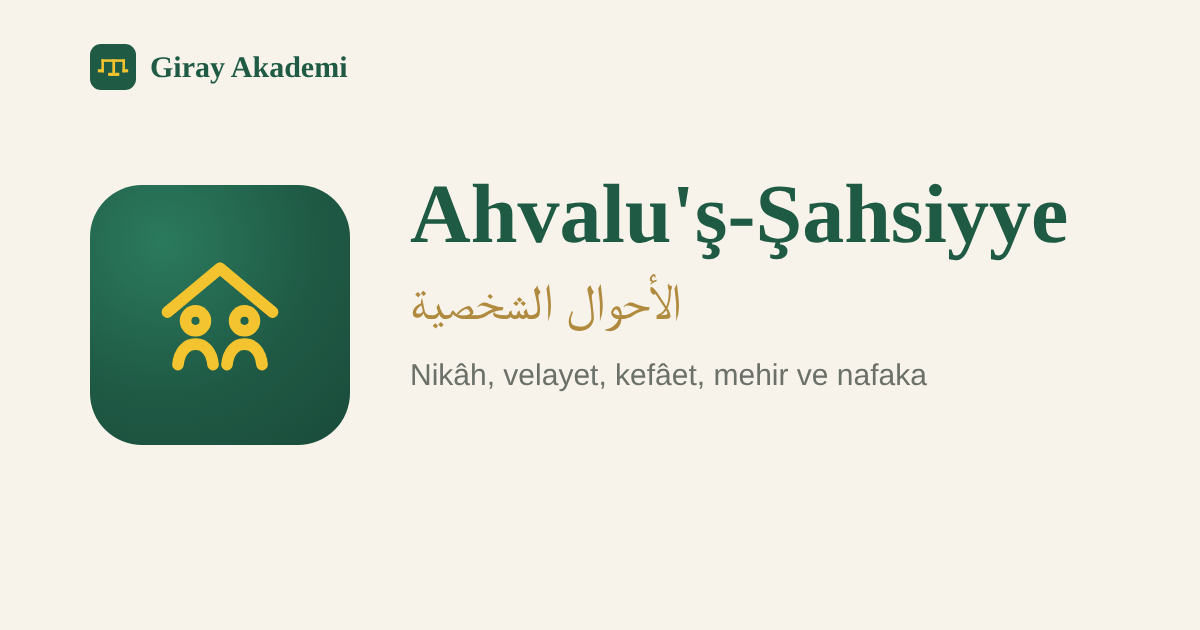 Giray Akademi
Ahvalu'ş-Şahsiyye
الأحوال الشخصية
Nikâh, velayet, kefâet, mehir ve nafaka